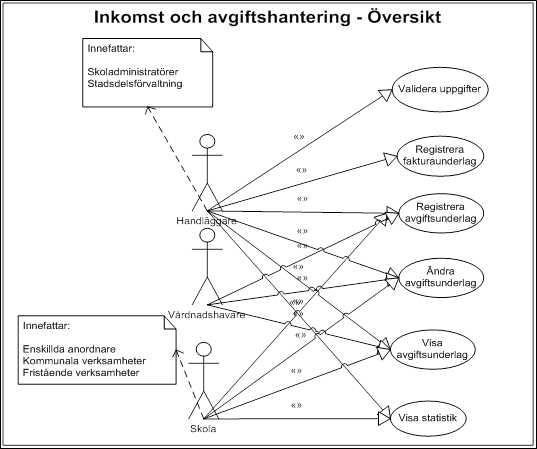 Inkomst och avgiftshantering - Översikt
Innefattar:
Skoladministratörer
Stadsdelsförvaltning
Validera uppgifter
«»
Registrera
fakturaunderlag
«»
Handläggare
«»
Registrera
avgiftsunderlag
«»
«»
Ändra
avgiftsunderlag
«»
Vårdnadshavare
«»
«»
«»
Innefattar:
Enskillda anordnare
Kommunala verksamheter
Fristående verksamheter
«»
Visa
avgiftsunderlag
«»
Skola
«»
Visa statistik